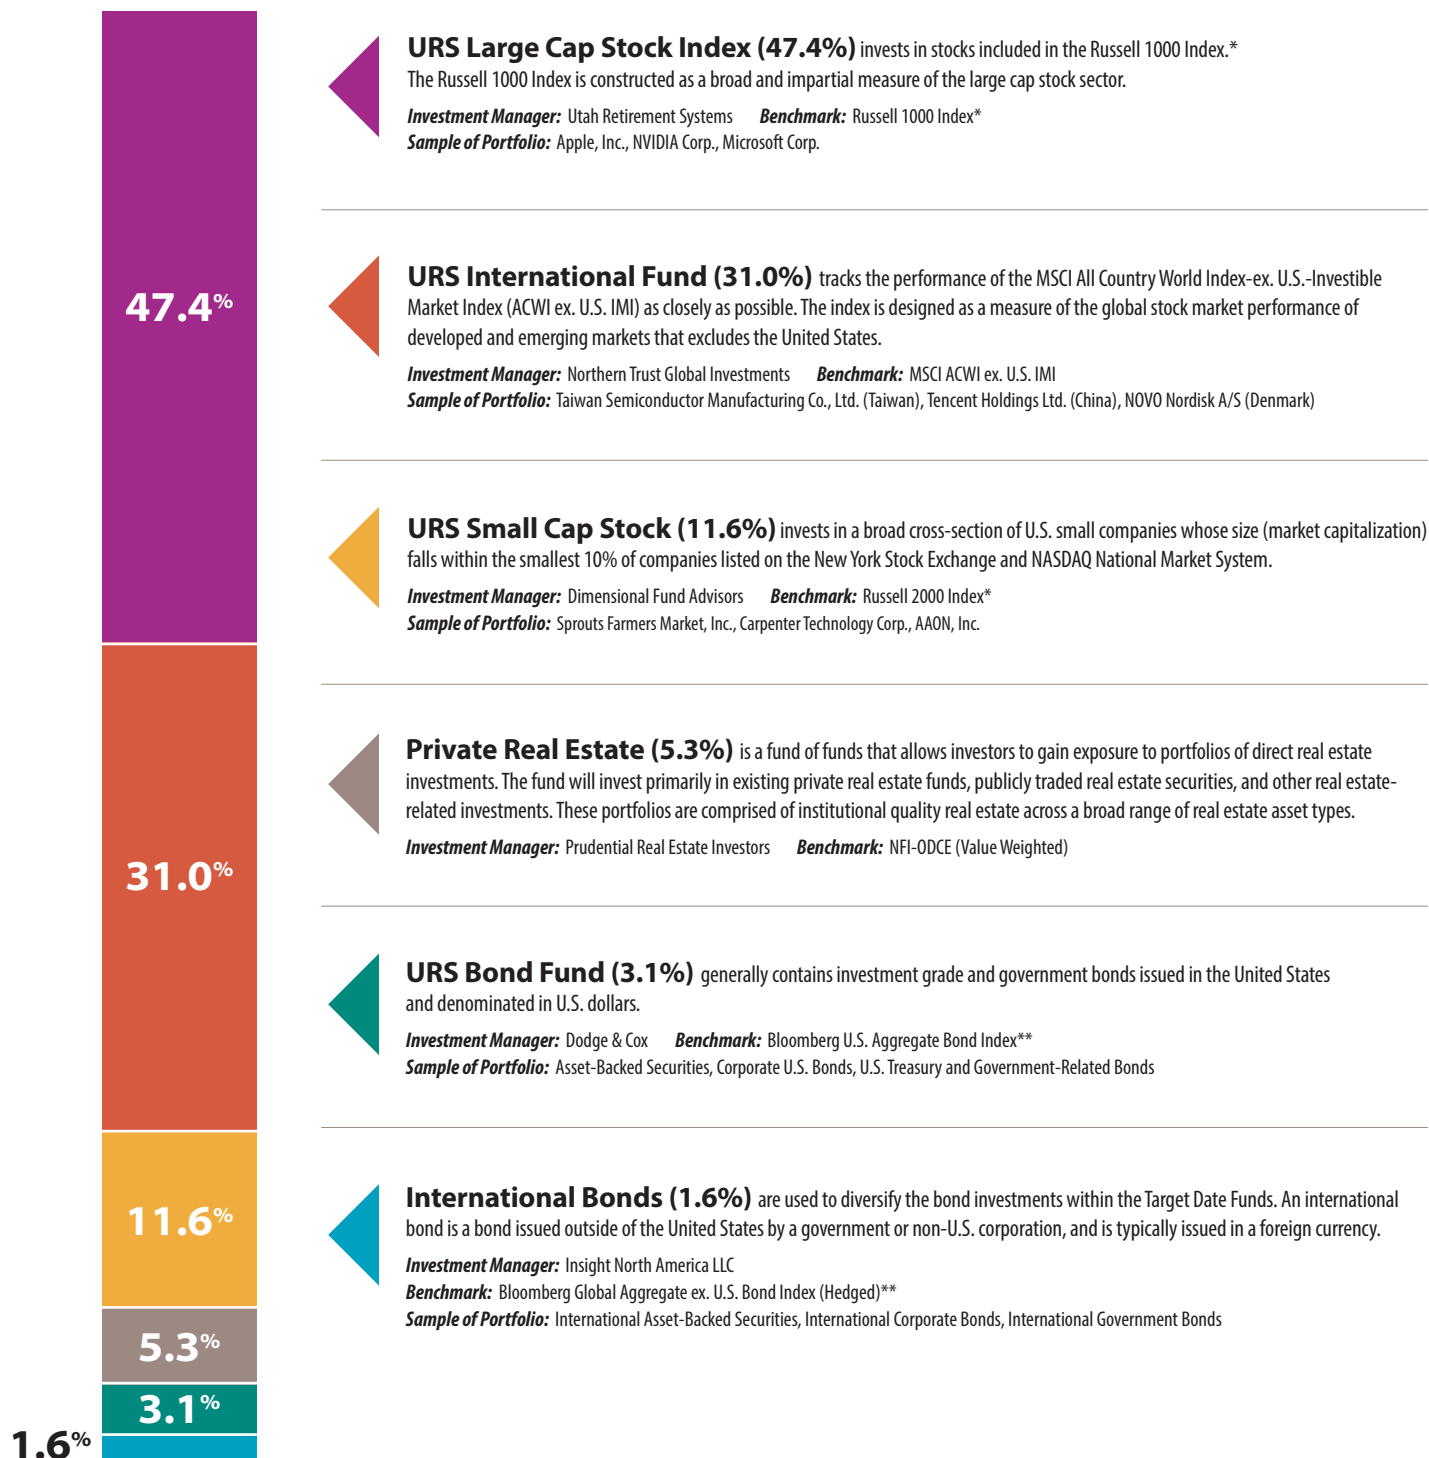 URS Large Cap Stock Index (47.4%) invests in stocks included in the Russell 1000 Index.*
The Russell 1000 Index is constructed as a broad and impartial measure of the large cap stock sector.
Investment Manager: Utah Retirement Systems Benchmark: Russell 1000 Index*
Sample of Portfolio: Apple, Inc., NVIDIA Corp., Microsoft Corp.
47.4%
URS International Fund (31.0%) tracks the performance of the MSCI All Country World Index-ex. U.S.-Investible
Market Index (ACWI ex. U.S. IMI) as closely as possible. The index is designed as a measure of the global stock market performance of
developed and emerging markets that excludes the United States.
Investment Manager: Northern Trust Global Investments Benchmark: MSCI ACWI ex. U.S. IMI
Sample of Portfolio: Taiwan Semiconductor Manufacturing Co., Ltd. (Taiwan), Tencent Holdings Ltd. (China), NOVO Nordisk A/S (Denmark)
URS Small Cap Stock (11.6%) invests in a broad cross-section of U.S. small companies whose size (market capitalization)
falls within the smallest 10% of companies listed on the New York Stock Exchange and NASDAQ National Market System.
Investment Manager: Dimensional Fund Advisors Benchmark: Russell 2000 Index*
Sample of Portfolio: Sprouts Farmers Market, Inc., Carpenter Technology Corp., AAON, Inc.
Private Real Estate (5.3%) is a fund of funds that allows investors to gain exposure to portfolios of direct real estate
investments. The fund will invest primarily in existing private real estate funds, publicly traded real estate securities, and other real estate-
related investments. These portfolios are comprised of institutional quality real estate across a broad range of real estate asset types.
Investment Manager: Prudential Real Estate Investors Benchmark: NFI-ODCE (Value Weighted)
31.0%
URS Bond Fund (3.1%) generally contains investment grade and government bonds issued in the United States
and denominated in U.S. dollars.
Investment Manager: Dodge & Cox Benchmark: Bloomberg U.S. Aggregate Bond Index**
Sample of Portfolio: Asset-Backed Securities, Corporate U.S. Bonds, U.S. Treasury and Government-Related Bonds
International Bonds (1.6%) are used to diversify the bond investments within the Target Date Funds. An international
bond is a bond issued outside of the United States by a government or non-U.S. corporation, and is typically issued in a foreign currency.
Investment Manager: Insight North America LLC
Benchmark: Bloomberg Global Aggregate ex. U.S. Bond Index (Hedged)**
Sample of Portfolio: International Asset-Backed Securities, International Corporate Bonds, International Government Bonds
11.6%
5.3%
3.1%
1.6%